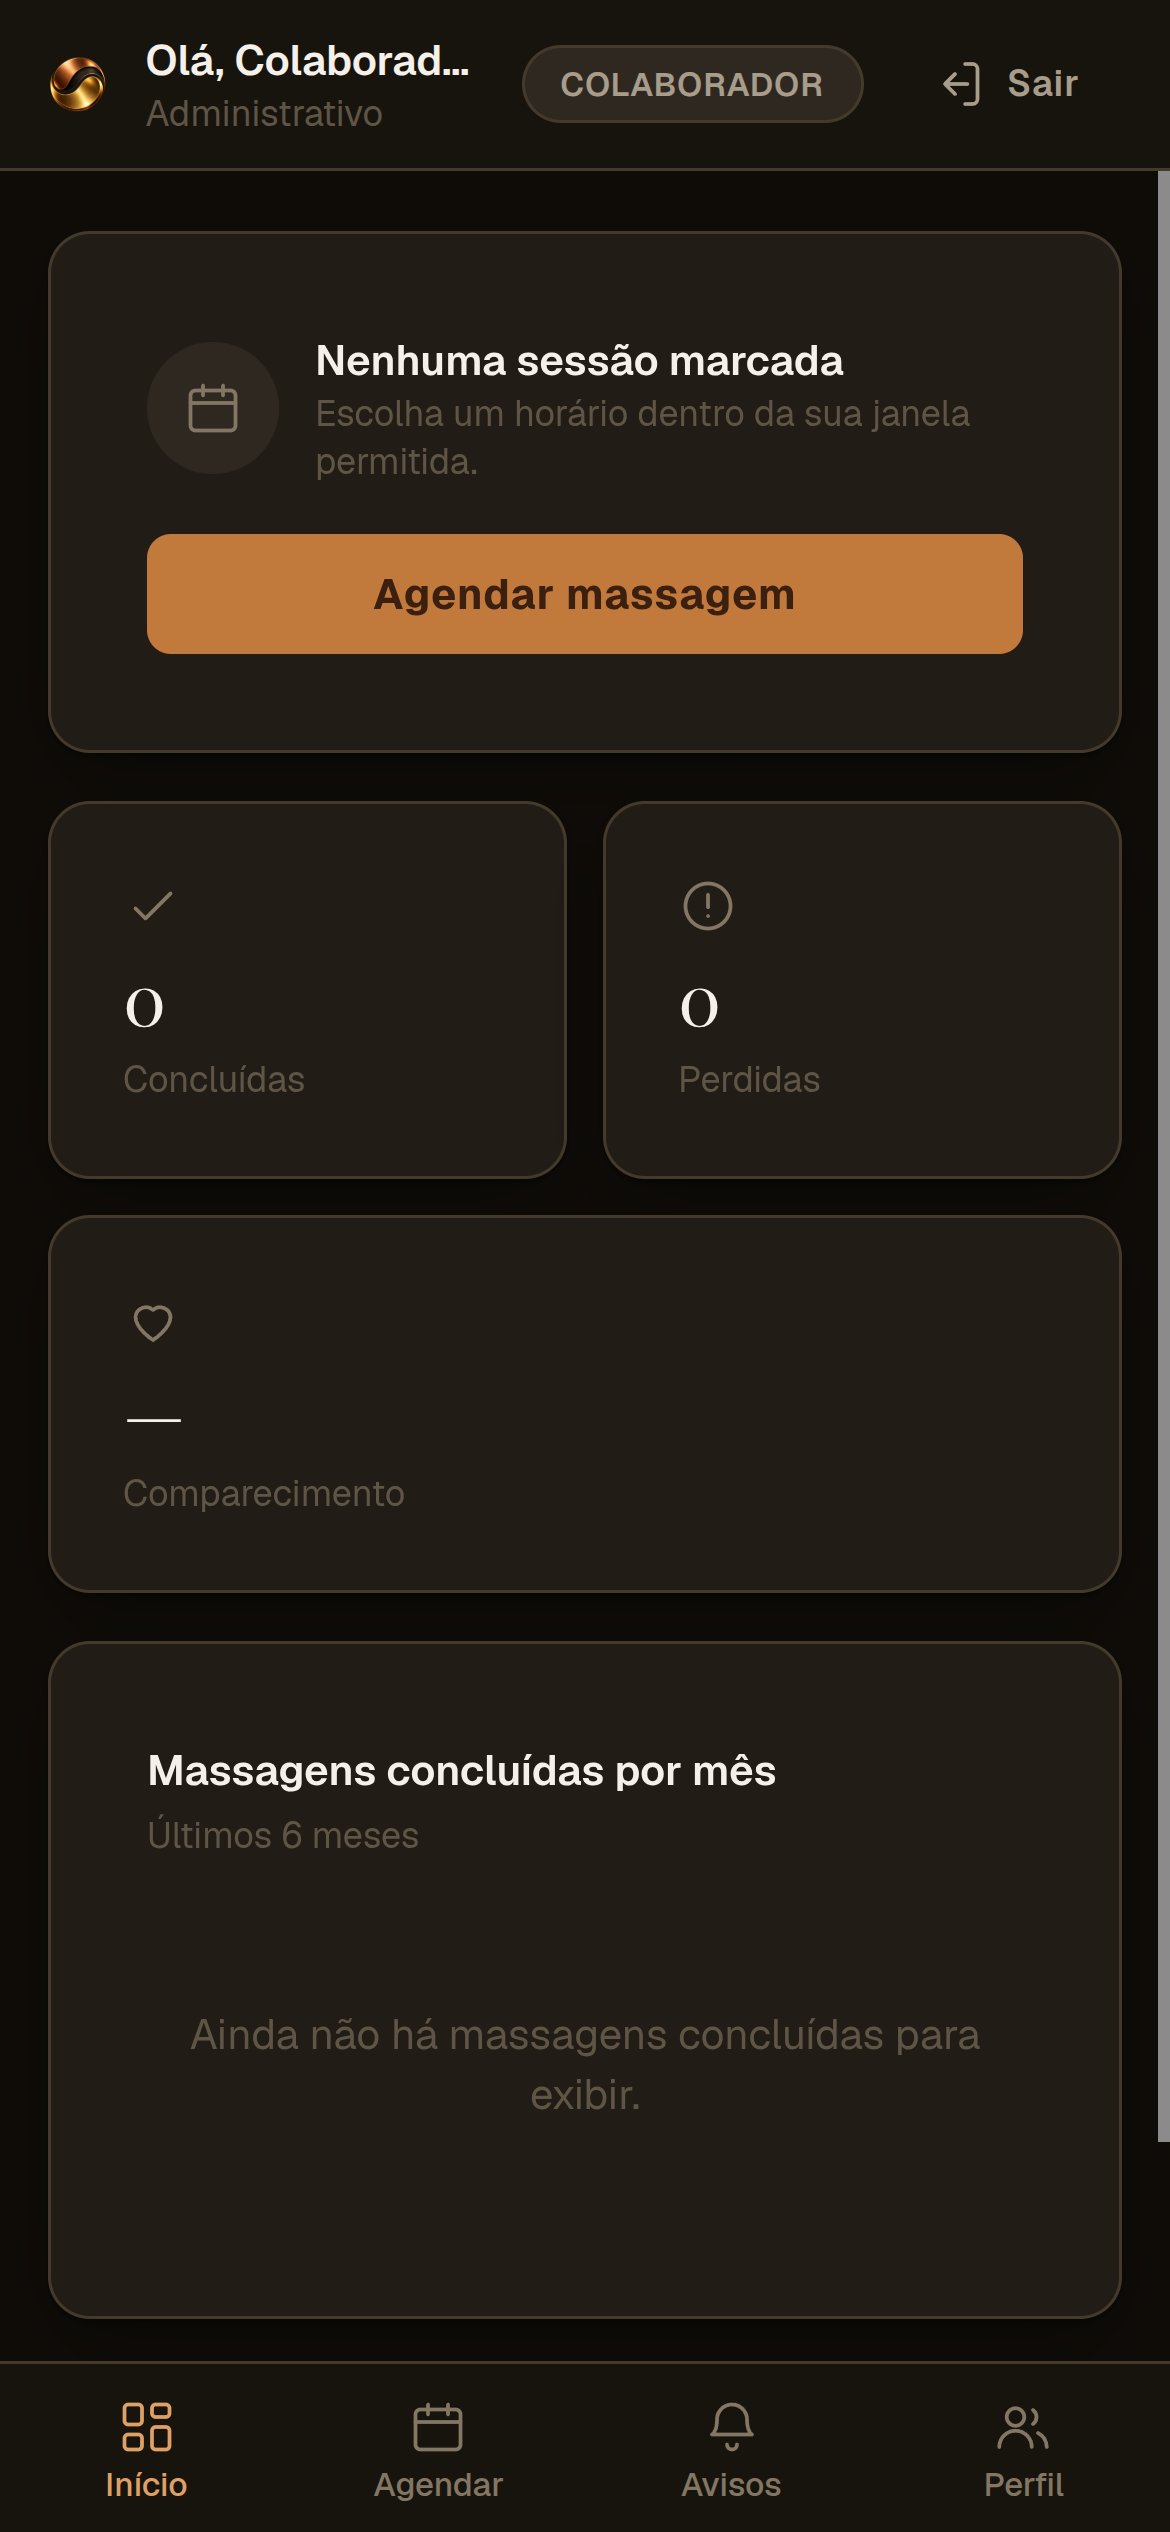 Olá, Colaborad...
Administrativo
COLABORADOR
Sair
Nenhuma sessão marcada
Escolha um horário dentro da sua janela
permitida.
Agendar massagem
0
Concluídas
0
Perdidas
—
Comparecimento
Massagens concluídas por mês
Últimos 6 meses
Ainda não há massagens concluídas para
exibir.
Início
Agendar
Avisos
Perfil